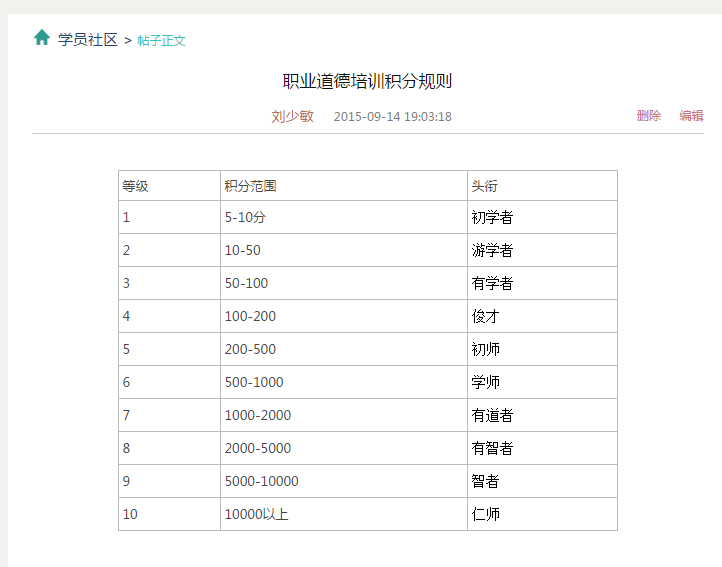 学员社区 > 帖子正文
职业道德培训积分规则
刘少敏 2015-09-14 19:03:18 删除 编辑
等级 积分范围 头衔
1 5-10分 初学者
2 10-50 游学者
3 50-100 有学者
4 100-200 俊才
5 200-500 初师
6 500-1000 学师
7 1000-2000 有道者
8 2000-5000 有智者
9 5000-10000 智者
10 10000以上 仁师